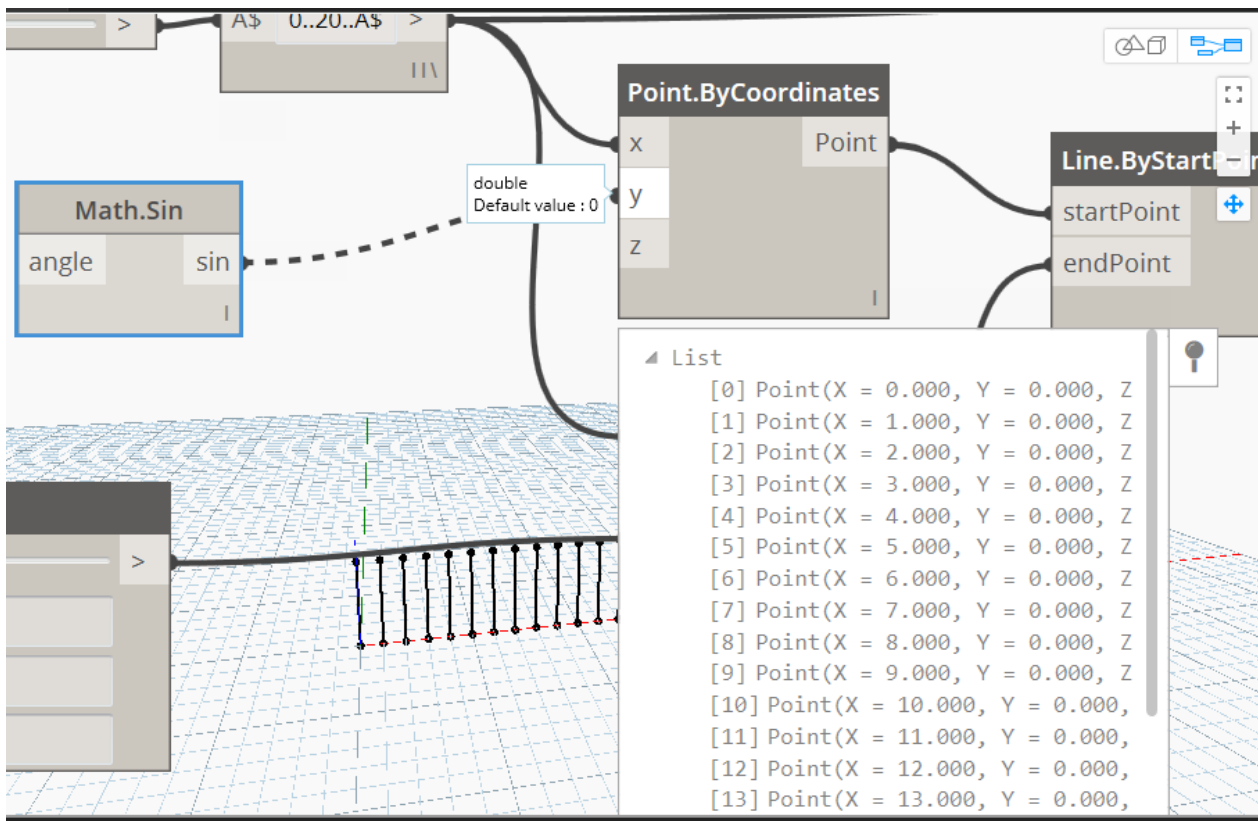 >
A$
0..20..A$
>
| | \
Point.ByCoordinates
x
Point
y
z
|
double
Default value : 0
Math.Sin
angle
sin
|
Line.ByStartPoin
startPoint
endPoint
>
List
[0] Point(X = 0.000, Y = 0.000, Z
[1] Point(X = 1.000, Y = 0.000, Z
[2] Point(X = 2.000, Y = 0.000, Z
[3] Point(X = 3.000, Y = 0.000, Z
[4] Point(X = 4.000, Y = 0.000, Z
[5] Point(X = 5.000, Y = 0.000, Z
[6] Point(X = 6.000, Y = 0.000, Z
[7] Point(X = 7.000, Y = 0.000, Z
[8] Point(X = 8.000, Y = 0.000, Z
[9] Point(X = 9.000, Y = 0.000, Z
[10] Point(X = 10.000, Y = 0.000,
[11] Point(X = 11.000, Y = 0.000,
[12] Point(X = 12.000, Y = 0.000,
[13] Point(X = 13.000, Y = 0.000,